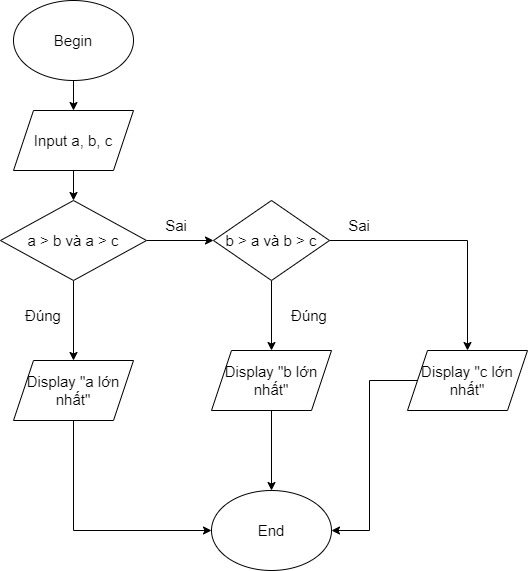 Begin
Input a, b, c
a > b và a > c
Sai
b > a và b > c
Sai
Đúng
Đúng
Display "a lớn
nhất"
Display "b lớn
nhất"
Display "c lớn
nhất"
End